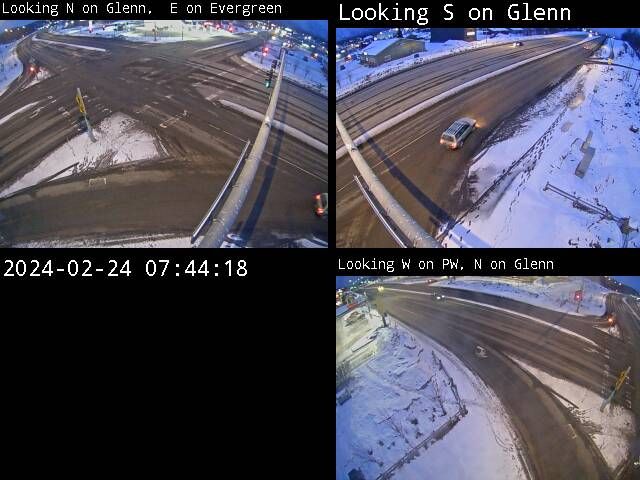 Looking N on Glenn,  E on Evergreen
Looking S on Glenn
2024-02-24 07:44:18
Looking W on PW, N on Glenn